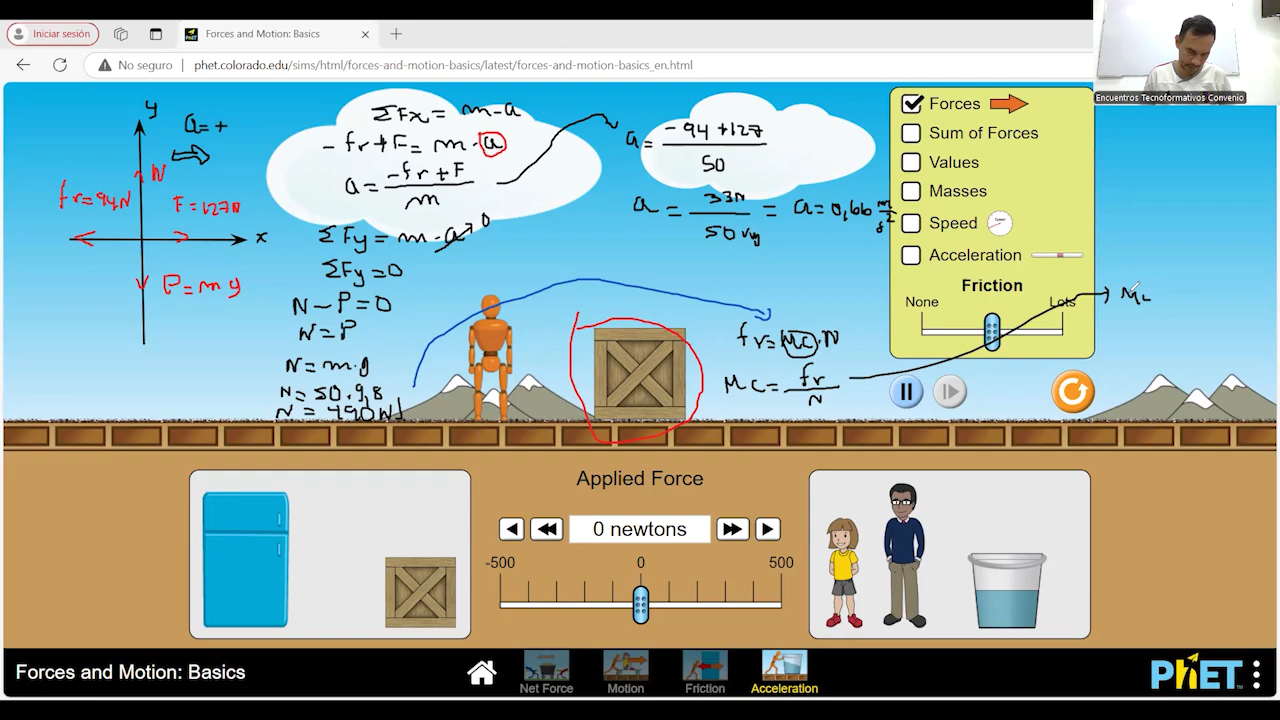 Iniciar sesión
Forces and Motion: Basics
No seguro
phet.colorado.edu/sims/html/forces-and-motion-basics/latest/forces-and-motion-basics_en.html
Encuentros Tecnoformativos Convenio
y
a=+
N
fr=94N
F=127N
x
P=mg
ΣFx = m-a
-fr+F= m.a
a= -fr+F
m
ΣFy = m.a 0
ΣFy =0
N-P=0
N=P
N=m.g
N=50.9,8
N=490N
a= -94+127
50
a = 33N = a=0,66 m
50 Kg s²
fr=Mc.N
Mc= fr
N
Mc
Forces
Sum of Forces
Values
Masses
Speed
Speed
Acceleration
Friction
None
Lots
Applied Force
0 newtons
-500
0
500
Forces and Motion: Basics
Net Force
Motion
Friction
Acceleration
PhET